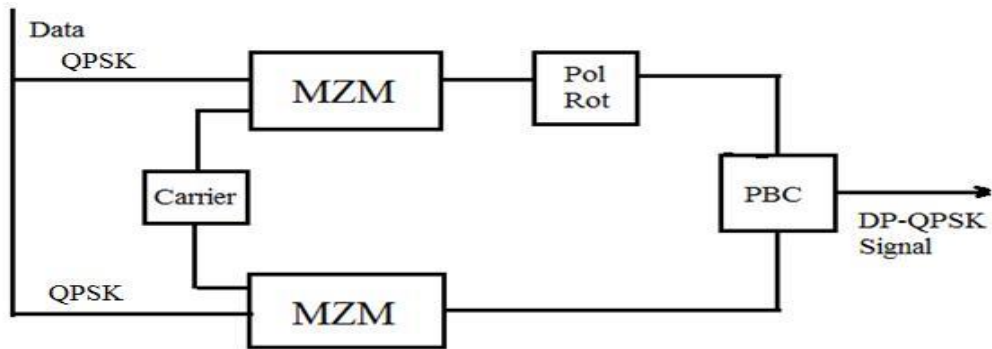 Data
QPSK
MZM
Pol
Rot
Carrier
PBC
DP-QPSK
Signal
QPSK
MZM